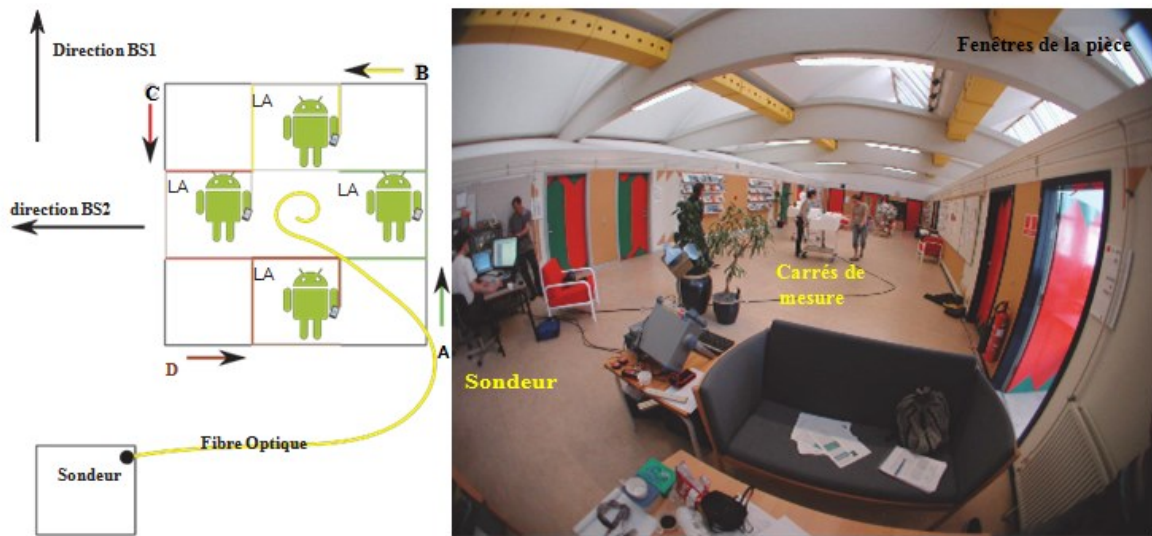 Direction BS1
B
C
LA
LA
LA
direction BS2
LA
A
D
Fibre Optique
Sondeur
Fenêtres de la pièce
Carrés de
mesure
Sondeur